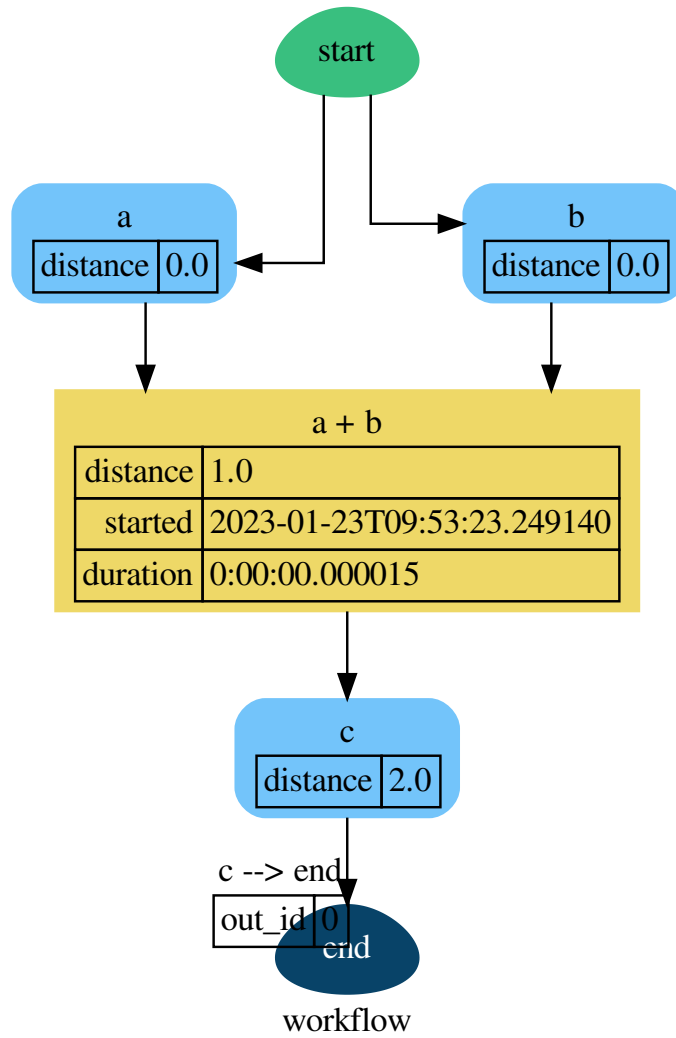 start
a
distance 0.0
b
distance 0.0
a + b
distance 1.0
started 2023-01-23T09:53:23.249140
duration 0:00:00.000015
c
distance 2.0
c --> end
out_id 0
end
workflow